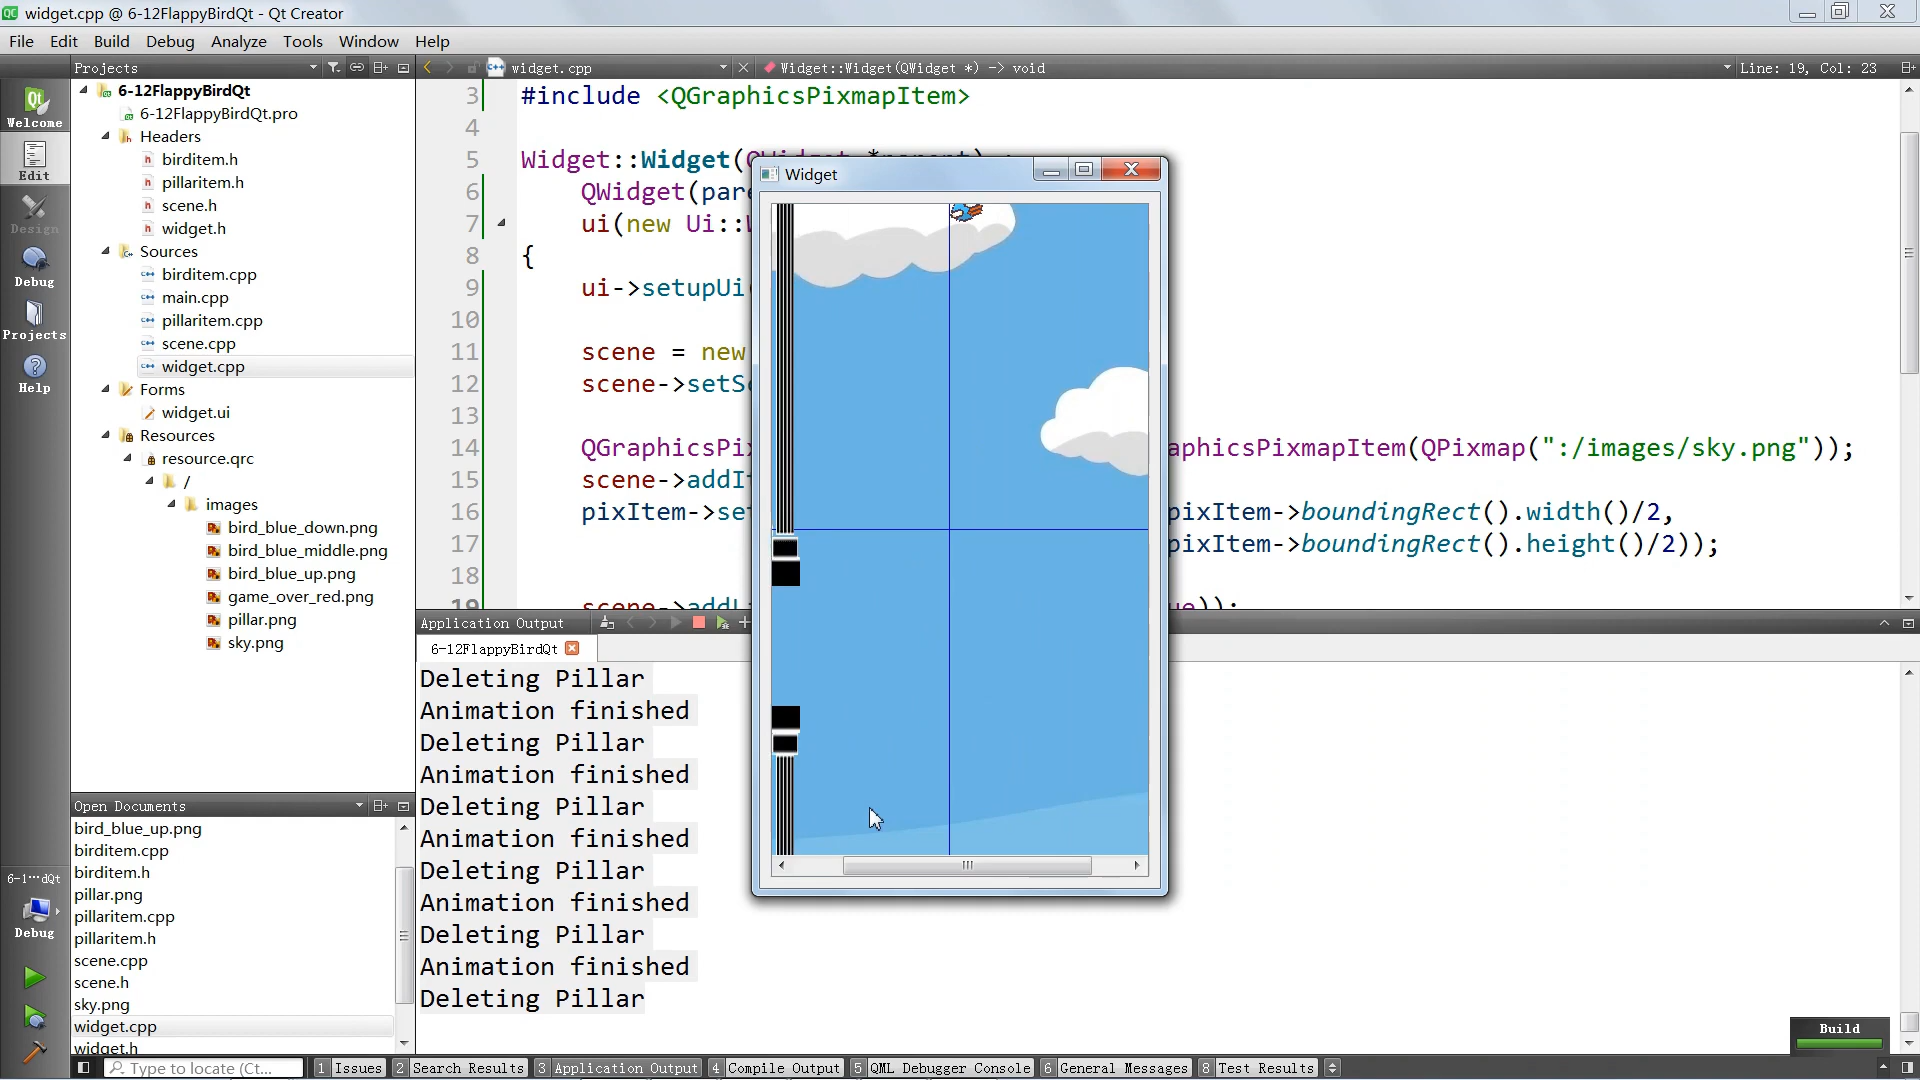 widget.cpp @ 6-12FlappyBirdQt - Qt Creator
File Edit Build Debug Analyze Tools Window Help
Projects
widget.cpp
Widget::Widget(QWidget *) -> void
Line: 19, Col: 23
Welcome
Edit
Design
Debug
Projects
Help
6-12FlappyBirdQt
6-12FlappyBirdQt.pro
Headers
birditem.h
pillaritem.h
scene.h
widget.h
Sources
birditem.cpp
main.cpp
pillaritem.cpp
scene.cpp
widget.cpp
Forms
widget.ui
Resources
resource.qrc
/
images
bird_blue_down.png
bird_blue_middle.png
bird_blue_up.png
game_over_red.png
pillar.png
sky.png
3 #include <QGraphicsPixmapItem>
4
5 Widget::Widget(QWidget *parent) :
6 QWidget(pare
7 ui(new Ui::W
8 {
9 ui->setupUi(
10
11 scene = new
12 scene->setSc
13
14 QGraphicsPix aphicsPixmapItem(QPixmap(":/images/sky.png"));
15 scene->addIt
16 pixItem->set pixItem->boundingRect().width()/2,
17 pixItem->boundingRect().height()/2));
18
19 scene->addLi ue));
Widget
Application Output
6-12FlappyBirdQt
Deleting Pillar
Animation finished
Deleting Pillar
Animation finished
Deleting Pillar
Animation finished
Deleting Pillar
Animation finished
Deleting Pillar
Animation finished
Deleting Pillar
Open Documents
bird_blue_up.png
birditem.cpp
birditem.h
pillar.png
pillaritem.cpp
pillaritem.h
scene.cpp
scene.h
sky.png
widget.cpp
widget.h
6-1···dQt
Debug
Build
Type to locate (Ct...
1 Issues 2 Search Results 3 Application Output 4 Compile Output 5 QML Debugger Console 6 General Messages 8 Test Results